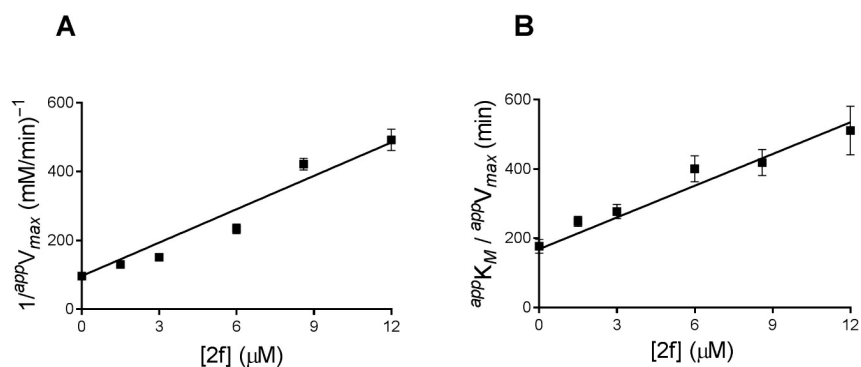 A
1/appVmax (mM/min)−1
600
400
200
0
0 3 6 9 12
[2f] (μM)
B
appKM / appVmax (min)
600
400
200
0
0 3 6 9 12
[2f] (μM)